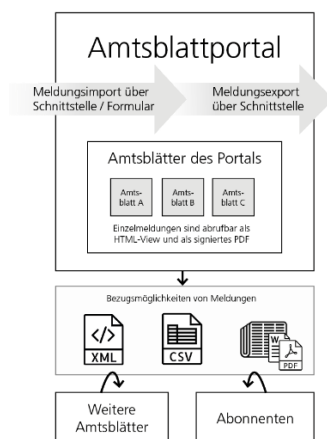 Amtsblattportal
Meldungsimport über
Schnittstelle / Formular
Meldungsexport
über Schnittstelle
Amtsblätter des Portals
Amts-
blatt A
Amts-
blatt B
Amts-
blatt C
Einzelmeldungen sind abrufbar als
HTML-View und als signiertes PDF
Bezugsmöglichkeiten von Meldungen
</>
XML
CSV
W
PDF
Weitere
Amtsblätter
Abonnenten